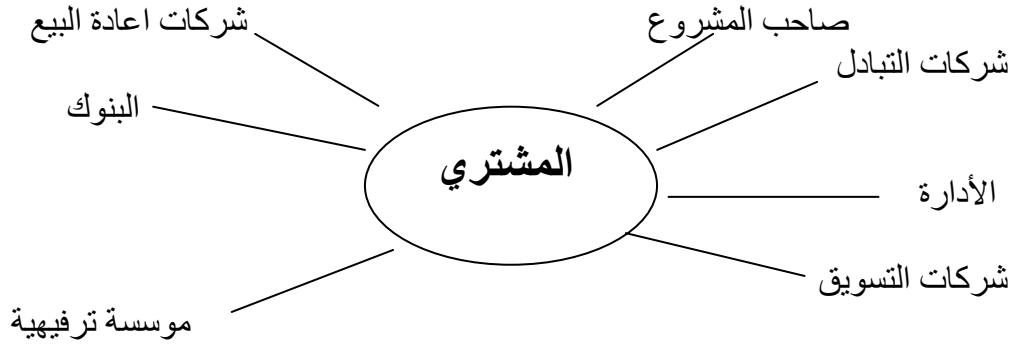 صاحب المشروع
شركات اعادة البيع
شركات التبادل
البنوك
المشتري
الأدارة
شركات التسويق
موسسة ترفيهية